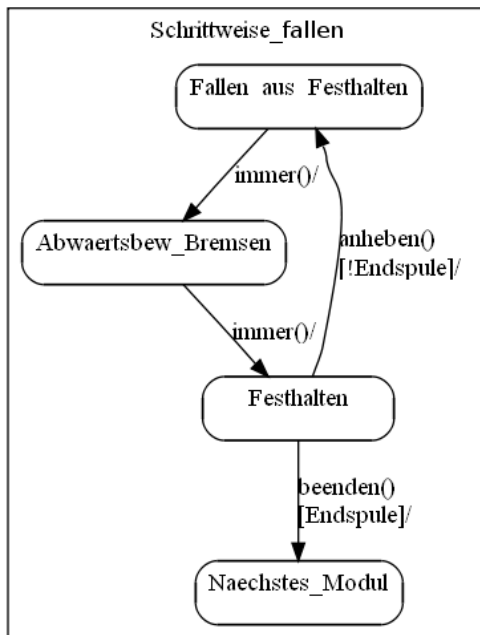 Schrittweise_fallen
Fallen aus Festhalten
immer()/
Abwaertsbew_Bremsen
anheben()
[!Endspule]/
immer()/
Festhalten
beenden()
[Endspule]/
Naechstes_Modul